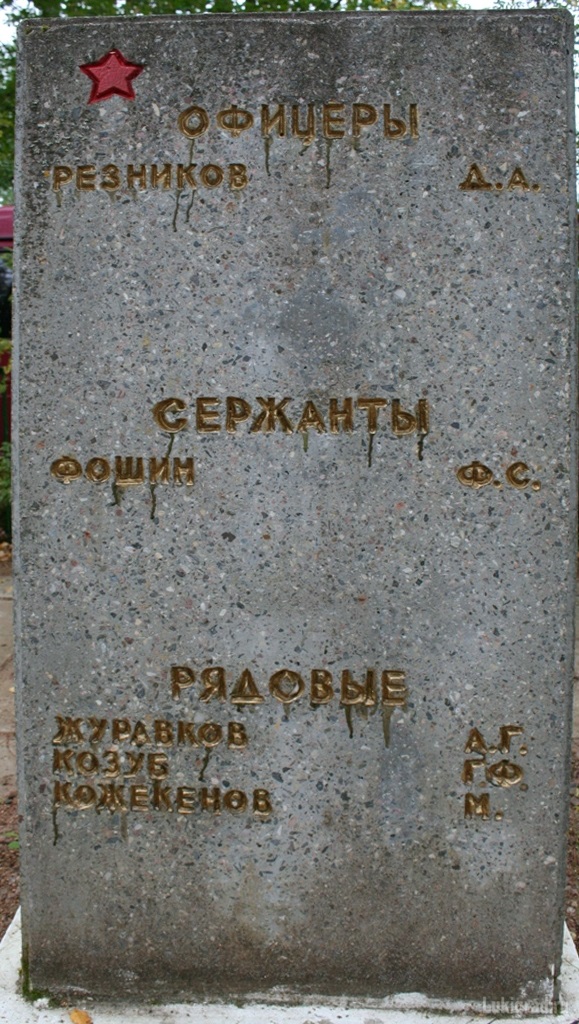 ОФИЦЕРЫ
РЕЗНИКОВ Д.А.
СЕРЖАНТЫ
ФОШИН Ф.С.
РЯДОВЫЕ
ЖУРАВКОВ А.Г.
КОЗУБ Г.Ф.
КОЖЕКЕНОВ М.